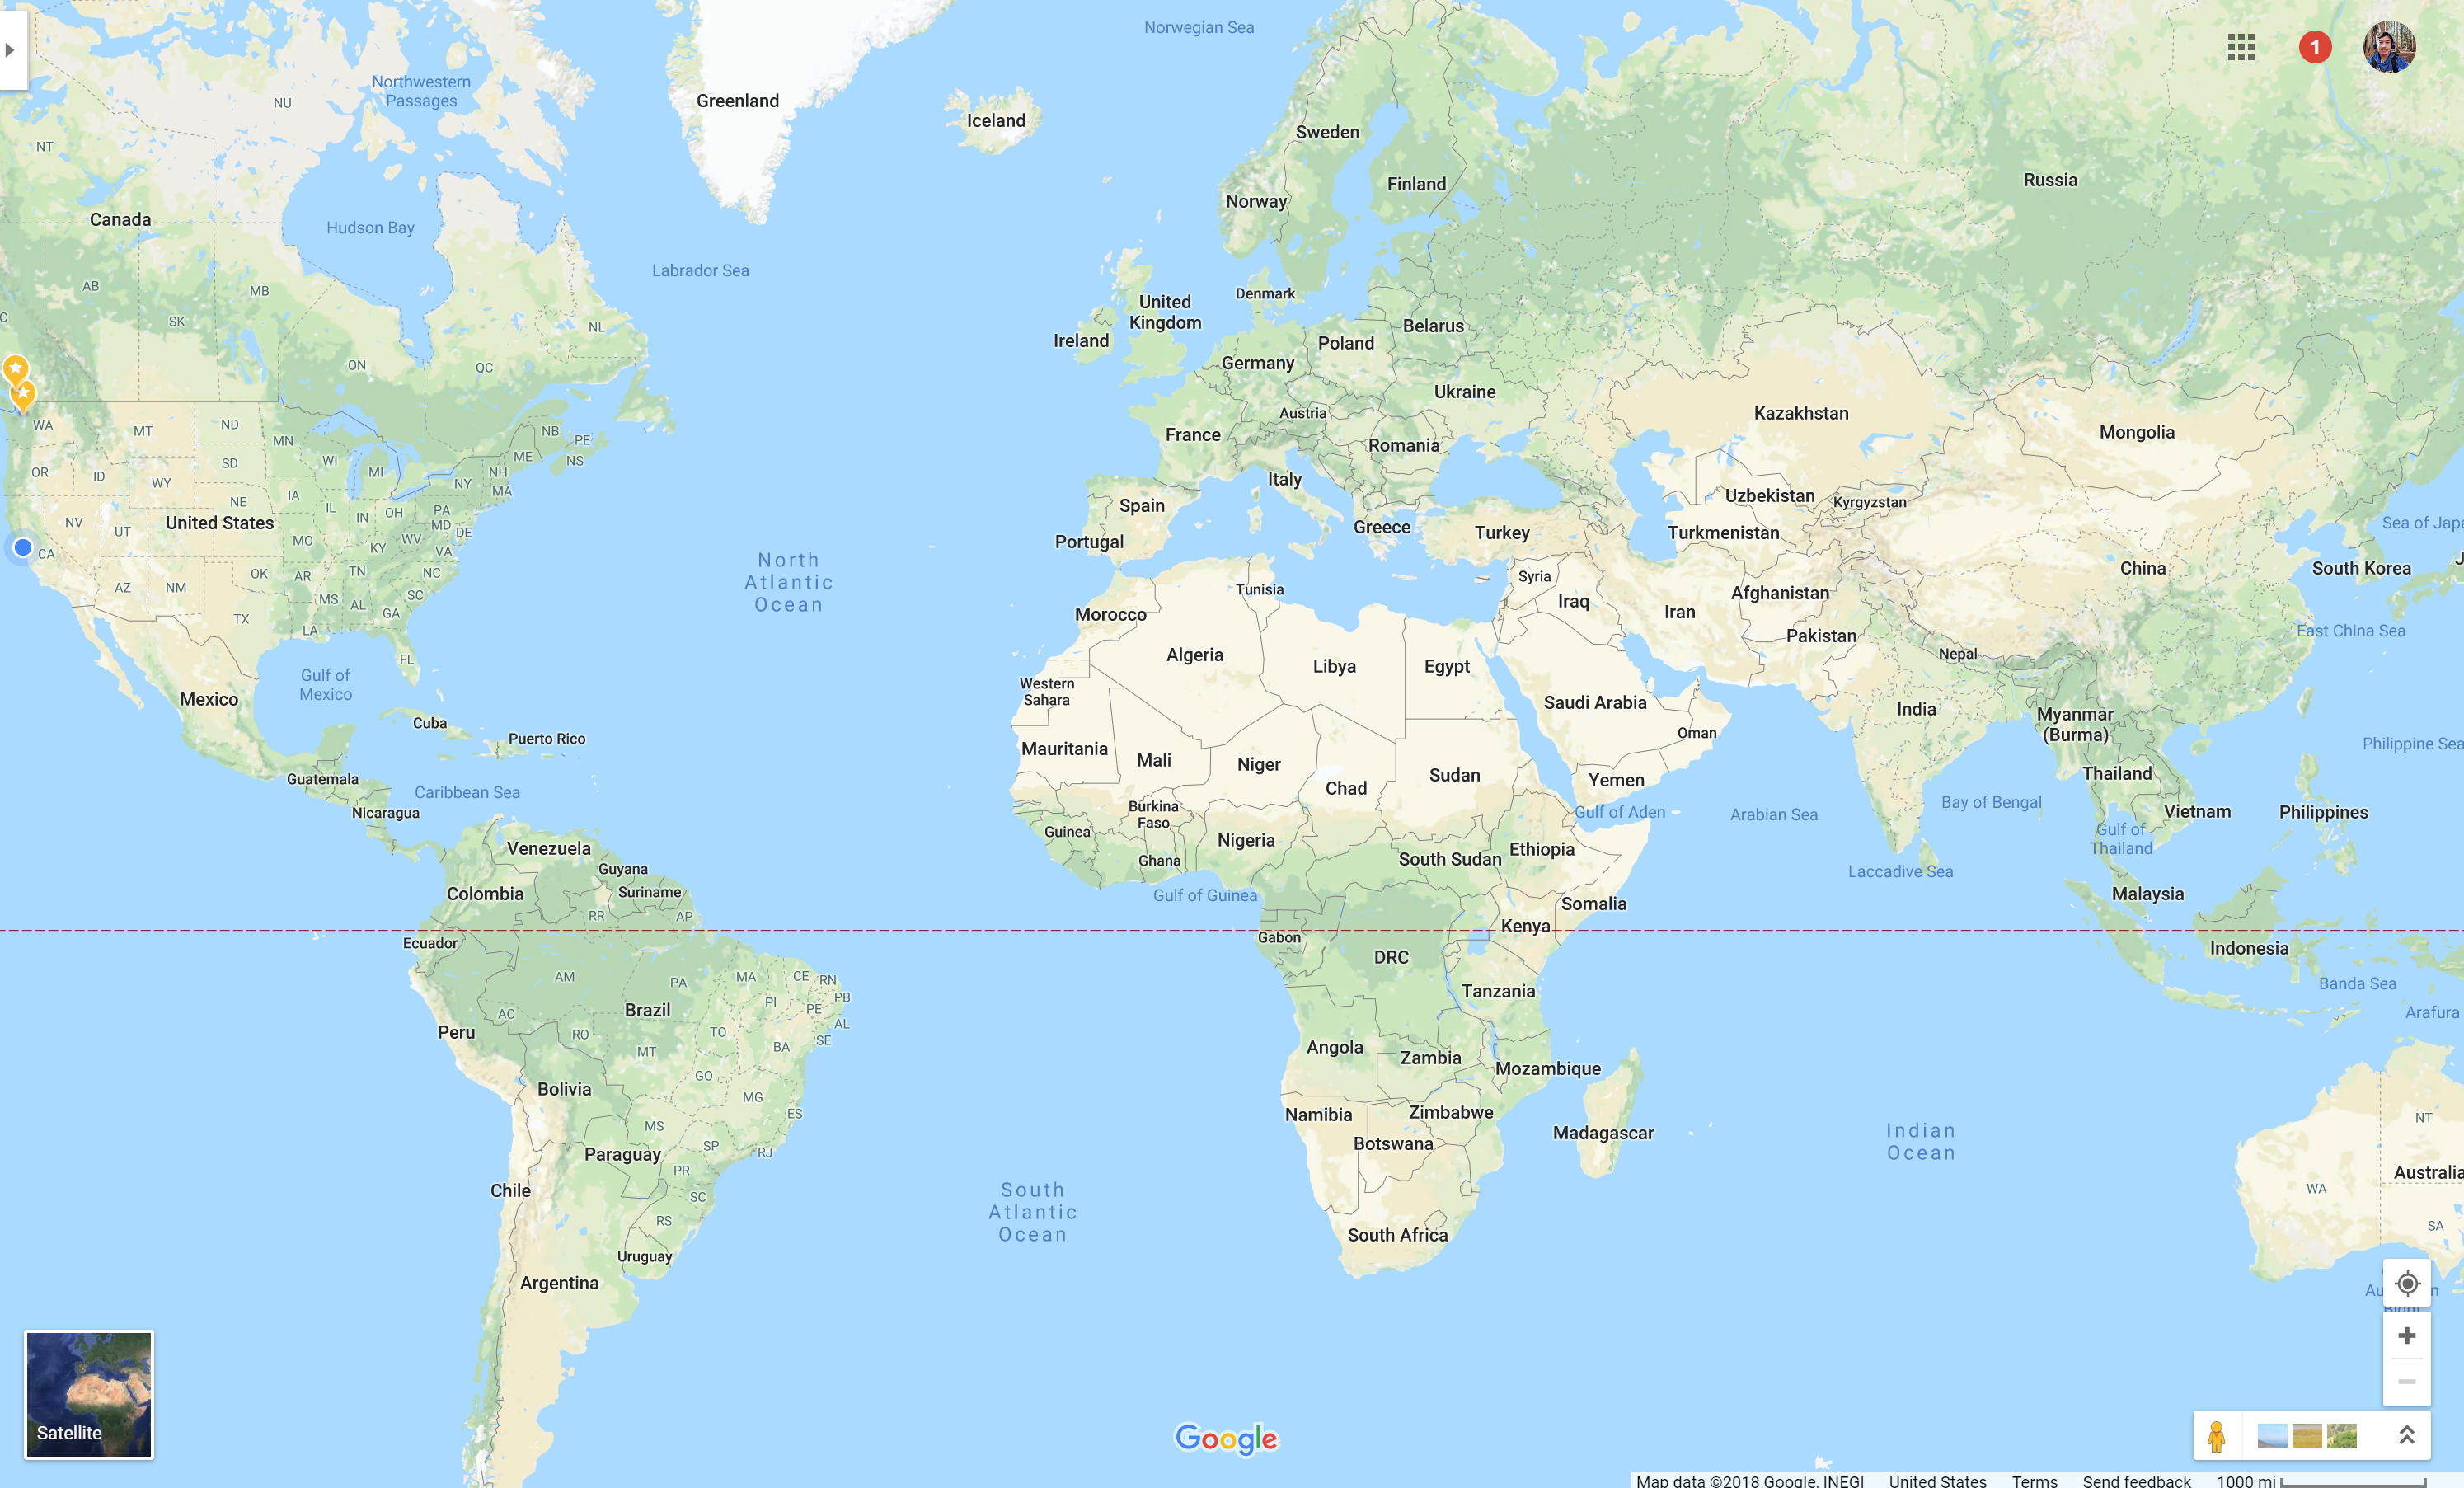 Norwegian Sea
1
Northwestern
Passages
NU
Greenland
Iceland
Sweden
NT
Finland
Russia
Norway
Canada
Hudson Bay
Labrador Sea
AB
MB
Denmark
United
Kingdom
SK
NL
Belarus
Ireland
Poland
Germany
ON
QC
Ukraine
Austria
Kazakhstan
WA
MT
ND
MN
NB
PE
France
Romania
Mongolia
OR
ID
SD
WI
MI
ME
NS
NH
Italy
WY
IA
NY
MA
NE
IL
IN
OH
PA
Spain
Uzbekistan
Kyrgyzstan
NV
UT
United States
MD
DE
Greece
Turkey
Turkmenistan
Sea of Japa
MO
KY
WV
VA
Portugal
CA
North
Atlantic
Ocean
OK
AR
TN
NC
China
South Korea
J
AZ
NM
MS
AL
SC
GA
Tunisia
Syria
Iraq
Afghanistan
TX
LA
Morocco
Iran
Pakistan
East China Sea
FL
Algeria
Libya
Egypt
Nepal
Gulf of
Mexico
Western
Sahara
Mexico
Saudi Arabia
India
Myanmar
(Burma)
Cuba
Puerto Rico
Oman
Mauritania
Mali
Niger
Philippine Sea
Guatemala
Sudan
Yemen
Thailand
Caribbean Sea
Chad
Bay of Bengal
Nicaragua
Burkina
Faso
Gulf of Aden
Arabian Sea
Vietnam
Philippines
Guinea
Gulf of
Thailand
Venezuela
Nigeria
Ethiopia
Guyana
Ghana
South Sudan
Laccadive Sea
Colombia
Suriname
Gulf of Guinea
Malaysia
RR
AP
Somalia
Kenya
Ecuador
Gabon
Indonesia
DRC
AM
PA
MA
CE
RN
Banda Sea
Brazil
PI
PB
Tanzania
AC
PE
Arafura
Peru
RO
TO
AL
MT
BA
SE
Angola
Zambia
Mozambique
GO
Bolivia
MG
ES
Namibia
Zimbabwe
NT
MS
Botswana
Madagascar
Indian
Ocean
Paraguay
SP
RJ
PR
Chile
SC
South
Atlantic
Ocean
WA
Australia
RS
SA
Uruguay
South Africa
Argentina
Satellite
Google
Map data ©2018 Google, INEGI
United States
Terms
Send feedback
1000 mi